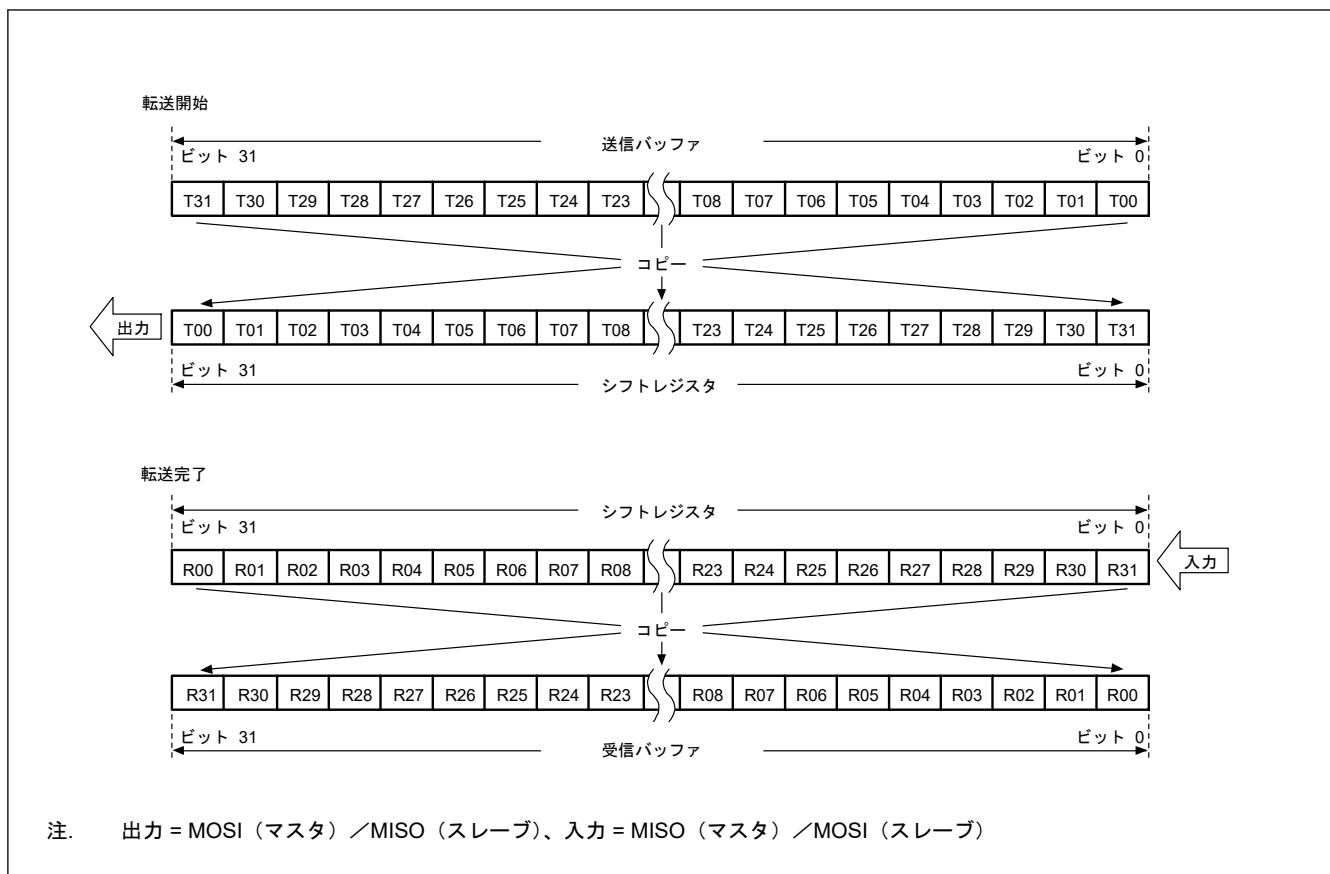 転送開始
送信バッファ
ビット 31 ビット 0
T31 T30 T29 T28 T27 T26 T25 T24 T23 T08 T07 T06 T05 T04 T03 T02 T01 T00
コピー
出力 T00 T01 T02 T03 T04 T05 T06 T07 T08 T23 T24 T25 T26 T27 T28 T29 T30 T31
ビット 31 ビット 0
シフトレジスタ
転送完了
シフトレジスタ
ビット 31 ビット 0
R00 R01 R02 R03 R04 R05 R06 R07 R08 R23 R24 R25 R26 R27 R28 R29 R30 R31 入力
コピー
R31 R30 R29 R28 R27 R26 R25 R24 R23 R08 R07 R06 R05 R04 R03 R02 R01 R00
ビット 31 ビット 0
受信バッファ
注. 出力 = MOSI(マスタ)/MISO(スレーブ)、入力 = MISO(マスタ)/MOSI(スレーブ)